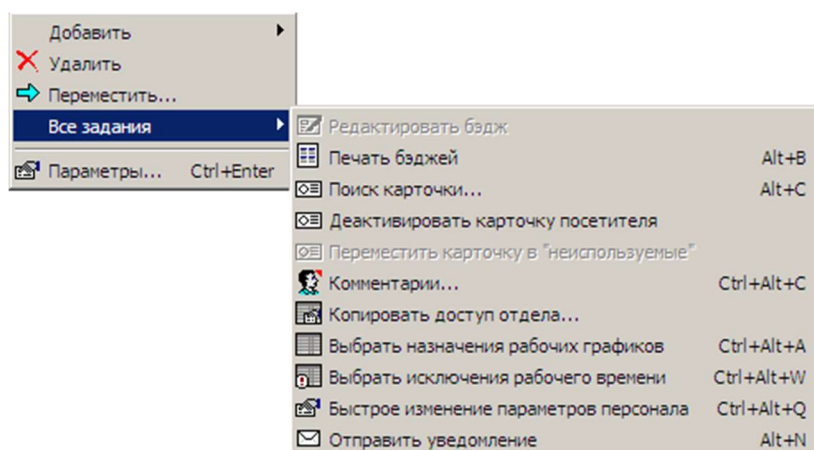 Добавить
Удалить
Переместить...
Все задания
Параметры... Ctrl+Enter
Редактировать бэдж
Печать бэджей Alt+B
Поиск карточки... Alt+C
Деактивировать карточку посетителя
Переместить карточку в "неиспользуемые"
Комментарии... Ctrl+Alt+C
Копировать доступ отдела...
Выбрать назначения рабочих графиков Ctrl+Alt+A
Выбрать исключения рабочего времени Ctrl+Alt+W
Быстрое изменение параметров персонала Ctrl+Alt+Q
Отправить уведомление Alt+N